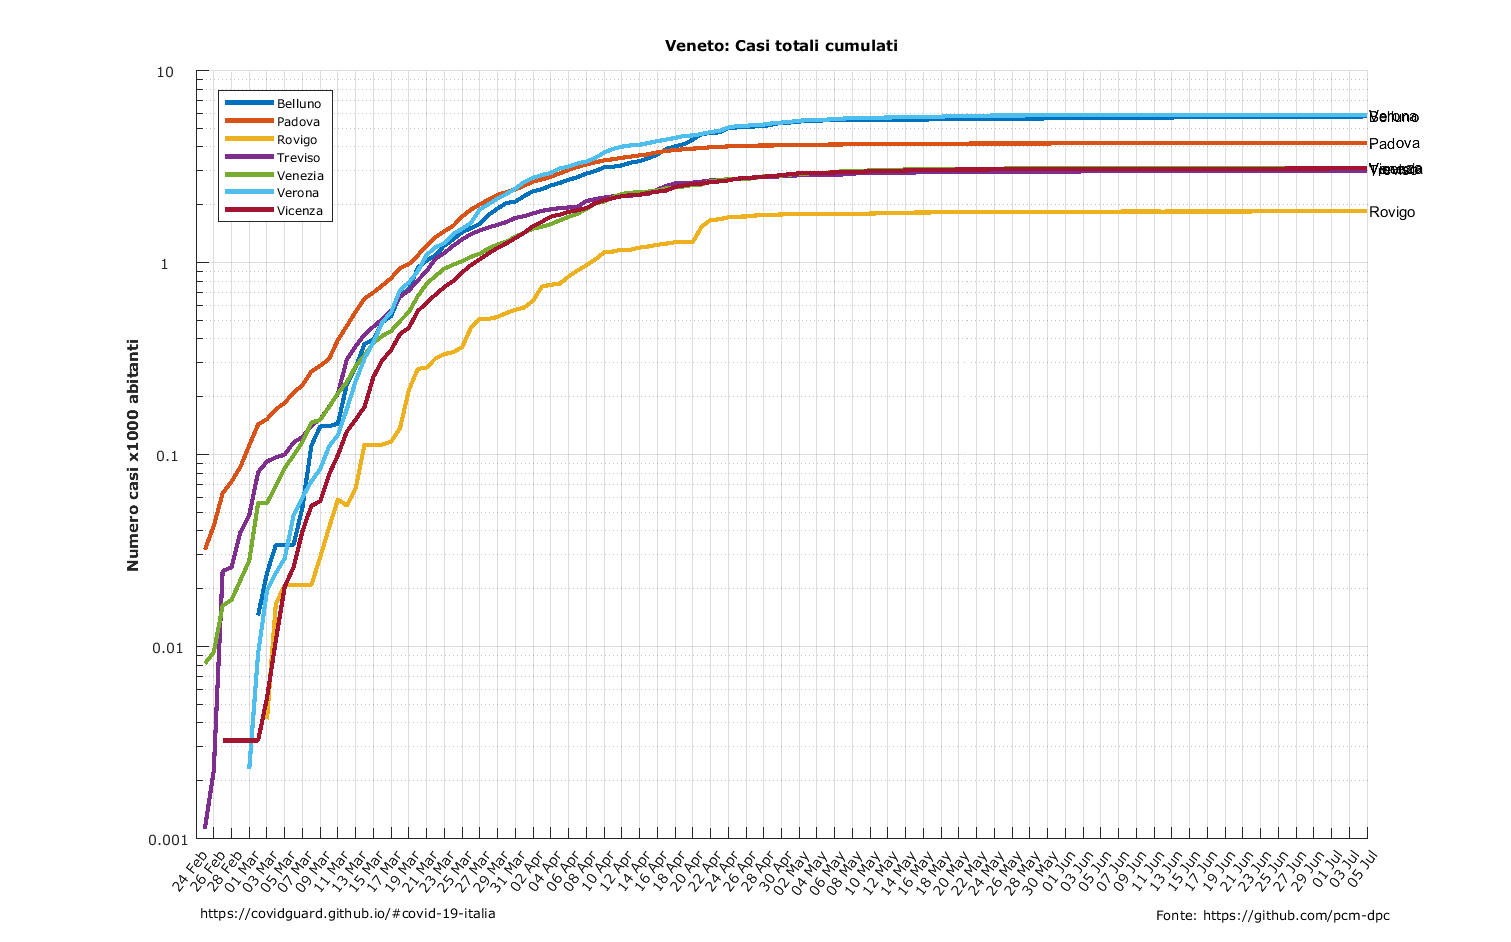 Veneto: Casi totali cumulati
Numero casi x1000 abitanti
10
1
0.1
0.01
0.001
Belluno
Padova
Rovigo
Treviso
Venezia
Verona
Vicenza
Verona
Belluno
Padova
Rovigo
24 Feb
26 Feb
28 Feb
01 Mar
03 Mar
05 Mar
07 Mar
09 Mar
11 Mar
13 Mar
15 Mar
17 Mar
19 Mar
21 Mar
23 Mar
25 Mar
27 Mar
29 Mar
31 Mar
02 Apr
04 Apr
06 Apr
08 Apr
10 Apr
12 Apr
14 Apr
16 Apr
18 Apr
20 Apr
22 Apr
24 Apr
26 Apr
28 Apr
30 Apr
02 May
04 May
06 May
08 May
10 May
12 May
14 May
16 May
18 May
20 May
22 May
24 May
26 May
28 May
30 May
01 Jun
03 Jun
05 Jun
07 Jun
09 Jun
11 Jun
13 Jun
15 Jun
17 Jun
19 Jun
21 Jun
23 Jun
25 Jun
27 Jun
29 Jun
01 Jul
03 Jul
05 Jul
https://covidguard.github.io/#covid-19-italia
Fonte: https://github.com/pcm-dpc